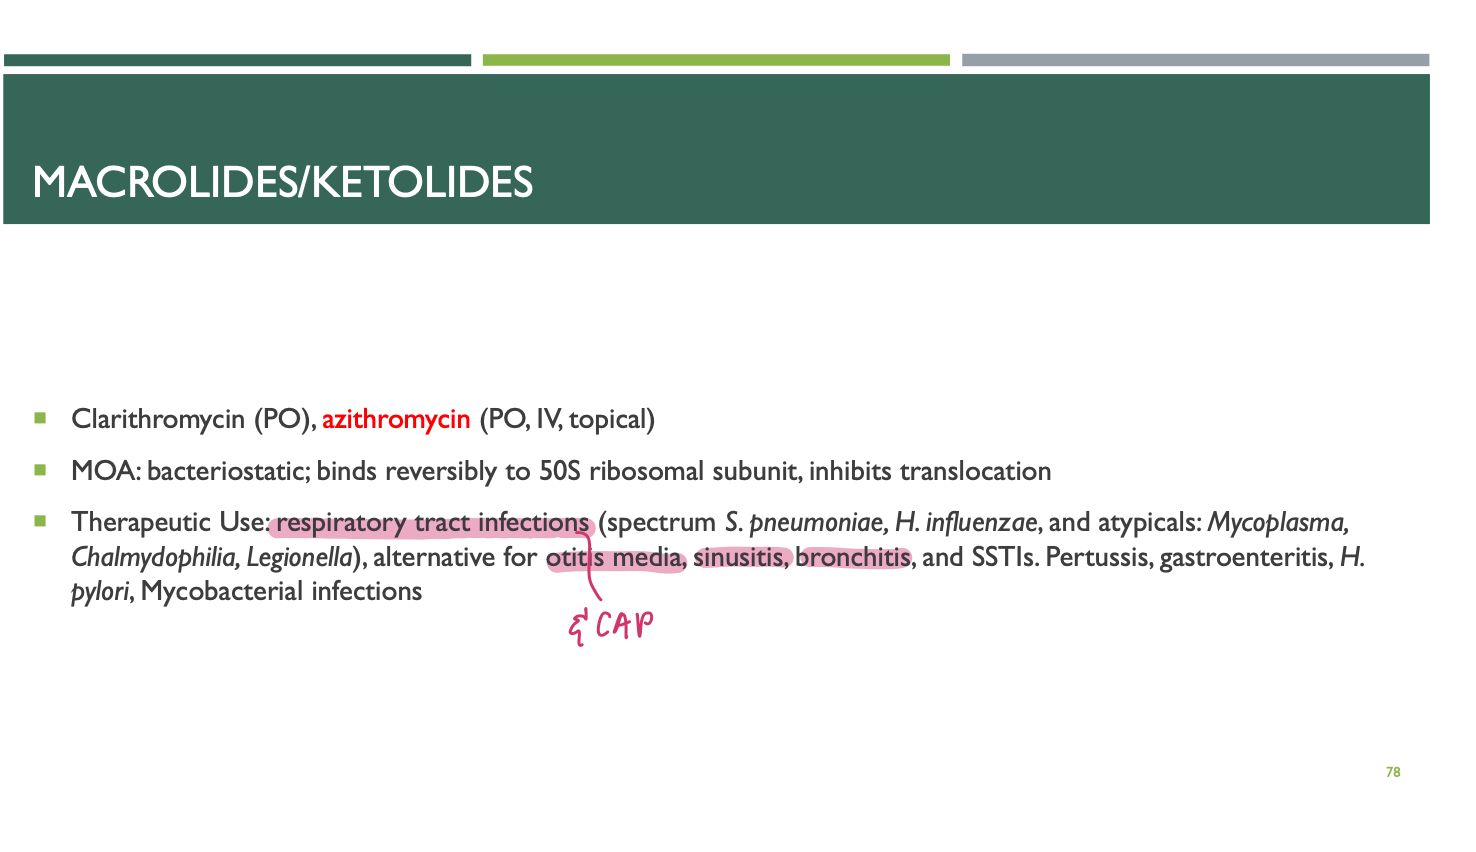 MACROLIDES/KETOLIDES
Clarithromycin (PO), azithromycin (PO, IV, topical)
MOA: bacteriostatic; binds reversibly to 50S ribosomal subunit, inhibits translocation
Therapeutic Use: respiratory tract infections (spectrum S. pneumoniae, H. influenzae, and atypicals: Mycoplasma,
Chalmydophilia, Legionella), alternative for otitis media, sinusitis, bronchitis, and SSTIs. Pertussis, gastroenteritis, H.
pylori, Mycobacterial infections
& CAP
78